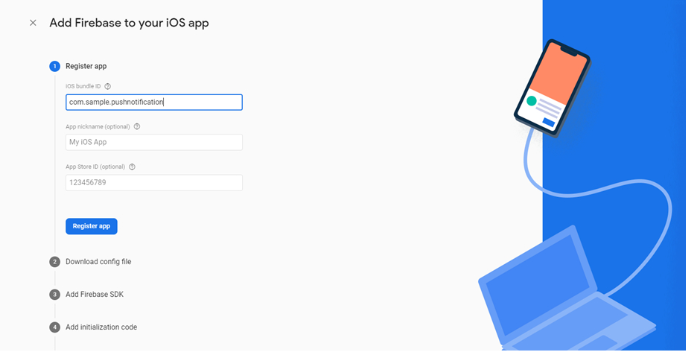 × Add Firebase to your iOS app
1 Register app
iOS bundle ID ?
com.sample.pushnotification
App nickname (optional) ?
My iOS App
App Store ID (optional) ?
123456789
Register app
2 Download config file
3 Add Firebase SDK
4 Add initialization code